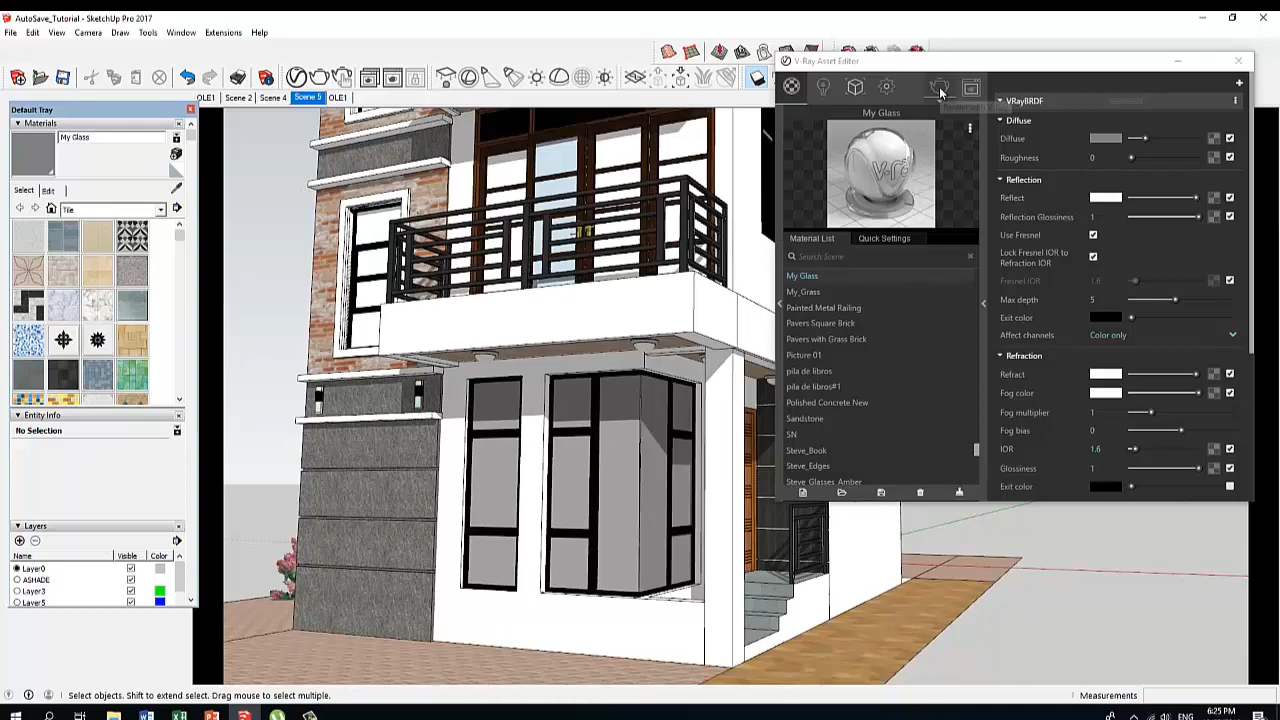 AutoSave_Tutorial - SketchUp Pro 2017
File Edit View Camera Draw Tools Window Extensions Help
V-Ray Asset Editor
OLE1 Scene 2 Scene 4 Scene 5 OLE1
Default Tray
Materials
My Glass
Select Edit
Tile
Entity Info
No Selection
Layers
Name Visible Color
Layer0
ASHADE
Layer3
Layer5
My Glass
Material List Quick Settings
Search Scene
My Glass
My_Grass
Painted Metal Railing
Pavers Square Brick
Pavers with Grass Brick
Picture 01
pila de libros
pila de libros#1
Polished Concrete New
Sandstone
SN
Steve_Book
Steve_Edges
Steve_Glasses_Amber
VRayBRDF
Diffuse
Diffuse
Roughness 0
Reflection
Reflect
Reflection Glossiness 1
Use Fresnel
Lock Fresnel IOR to
Refraction IOR
Fresnel IOR 1.6
Max depth 5
Exit color
Affect channels Color only
Refraction
Refract
Fog color
Fog multiplier 1
Fog bias 0
IOR 1.6
Glossiness 1
Exit color
Select objects. Shift to extend select. Drag mouse to select multiple.
Measurements
ENG 6:25 PM